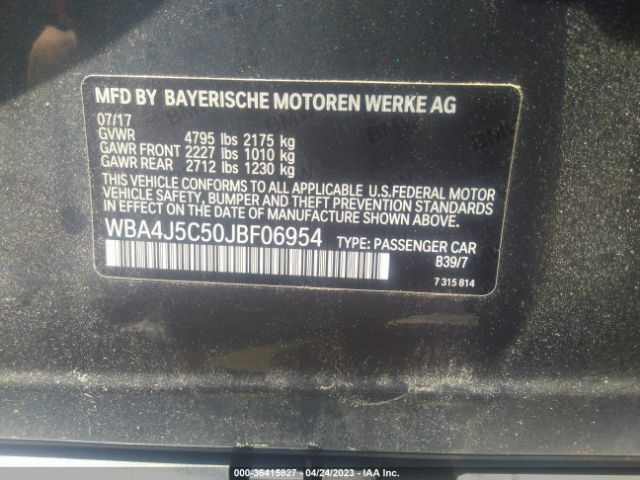 MFD BY BAYERISCHE MOTOREN WERKE AG
07/17
GVWR 4795 lbs 2175 kg
GAWR FRONT 2227 lbs 1010 kg
GAWR REAR 2712 lbs 1230 kg
THIS VEHICLE CONFORMS TO ALL APPLICABLE U.S.FEDERAL MOTOR
VEHICLE SAFETY, BUMPER AND THEFT PREVENTION STANDARDS
IN EFFECT ON THE DATE OF MANUFACTURE SHOWN ABOVE.
WBA4J5C50JBF06954 TYPE: PASSENGER CAR
B39/7
7 315 814
000-36415827 - 04/24/2023 - IAA Inc.